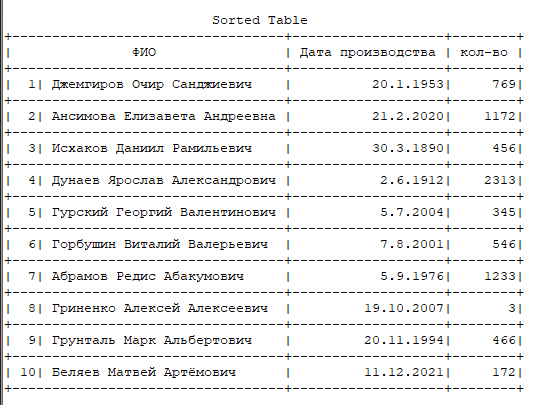 Sorted Table
ФИО | Дата производства | кол-во
1| Джемгиров Очир Санджиевич | 20.1.1953| 769|
2| Ансимова Елизавета Андреевна | 21.2.2020| 1172|
3| Исхаков Даниил Рамильевич | 30.3.1890| 456|
4| Дунаев Ярослав Александрович | 2.6.1912| 2313|
5| Гурский Георгий Валентинович | 5.7.2004| 345|
6| Горбушин Виталий Валерьевич | 7.8.2001| 546|
7| Абрамов Редис Абакумович | 5.9.1976| 1233|
8| Гриненко Алексей Алексеевич | 19.10.2007| 3|
9| Грунталь Марк Альбертович | 20.11.1994| 466|
10| Беляев Матвей Артёмович | 11.12.2021| 172|